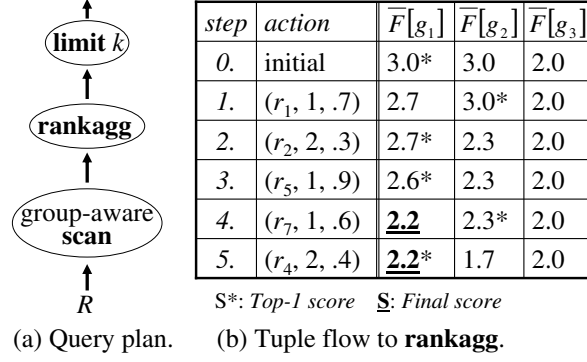 limit k
rankagg
group-aware
scan
R
(a) Query plan.
step action F̅[g₁] F̅[g₂] F̅[g₃]
0. initial 3.0* 3.0 2.0
1. (r₁, 1, .7) 2.7 3.0* 2.0
2. (r₂, 2, .3) 2.7* 2.3 2.0
3. (r₅, 1, .9) 2.6* 2.3 2.0
4. (r₇, 1, .6) 2.2 2.3* 2.0
5. (r₄, 2, .4) 2.2* 1.7 2.0
S*: Top-1 score S: Final score
(b) Tuple flow to rankagg.